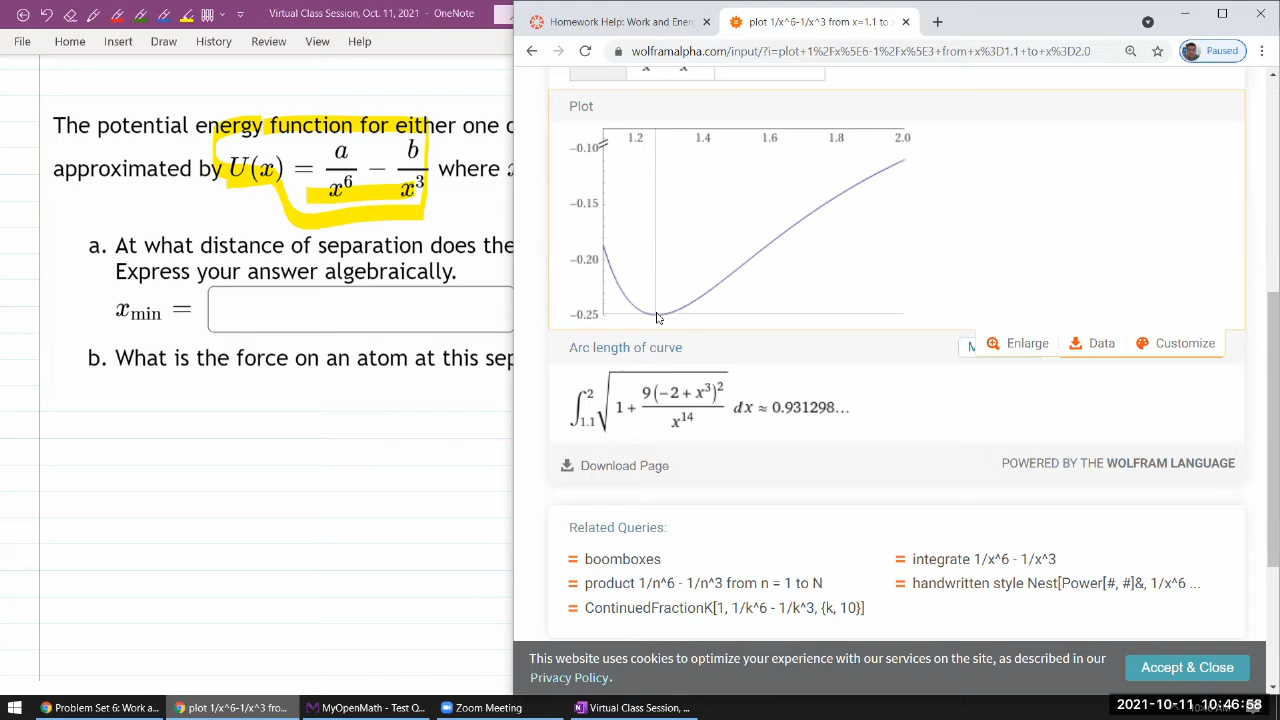 Virtual Class Session, Oct. 11, 2021 - OneNote
File Home Insert Draw History Review View Help
The potential energy function for either one
approximated by U(x) = a/x^6 − b/x^3 where
a. At what distance of separation does the
Express your answer algebraically.
x_min =
b. What is the force on an atom at this sep
Homework Help: Work and Ener
plot 1/x^6-1/x^3 from x=1.1 to
wolframalpha.com/input/?i=plot+1%2Fx%5E6-1%2Fx%5E3+from+x%3D1.1+to+x%3D2.0
Paused
Plot
1.2 1.4 1.6 1.8 2.0
-0.10
-0.15
-0.20
-0.25
Arc length of curve
Enlarge Data Customize
∫_1.1^2 √(1 + 9(-2 + x^3)^2/x^14) dx ≈ 0.931298...
Download Page
POWERED BY THE WOLFRAM LANGUAGE
Related Queries:
= boomboxes
= integrate 1/x^6 - 1/x^3
= product 1/n^6 - 1/n^3 from n = 1 to N
= handwritten style Nest[Power[#, #]&, 1/x^6 ...
= ContinuedFractionK[1, 1/k^6 - 1/k^3, {k, 10}]
This website uses cookies to optimize your experience with our services on the site, as described in our
Privacy Policy.
Accept & Close
Problem Set 6: Work a...
plot 1/x^6-1/x^3 fro...
MyOpenMath - Test Q...
Zoom Meeting
Virtual Class Session, ...
2021-10-11 10:46:58